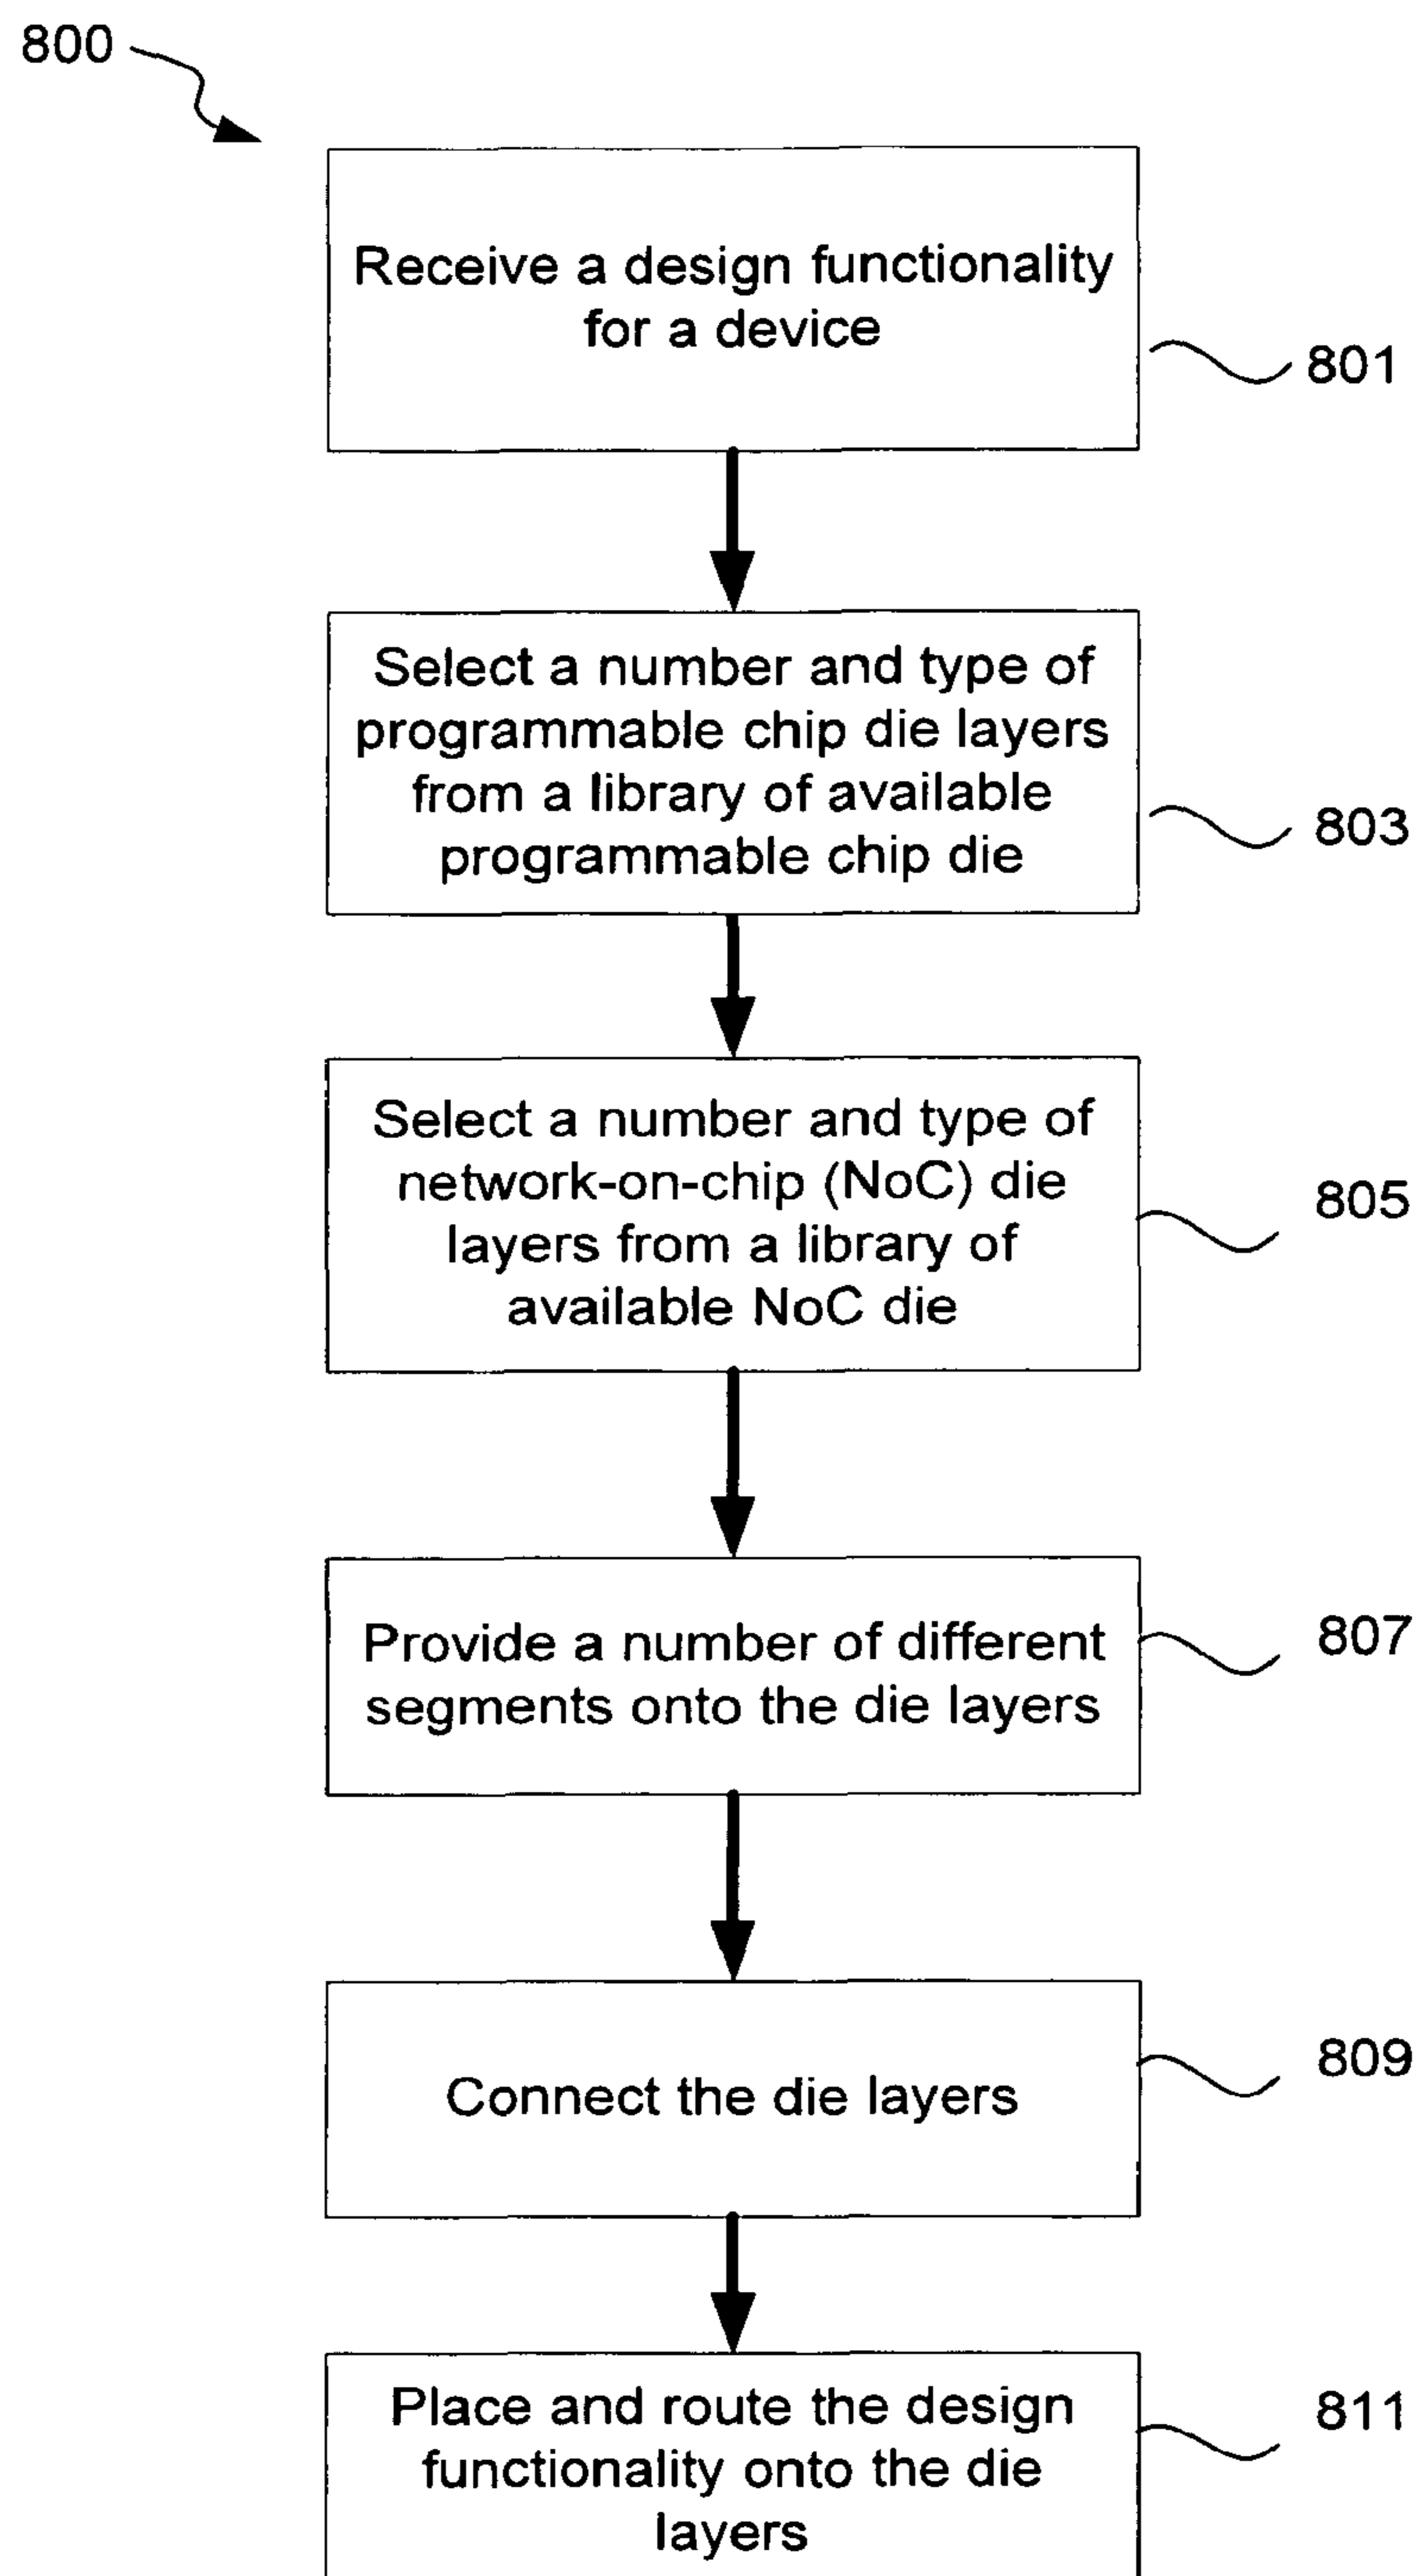 800
Receive a design functionality
for a device
801
Select a number and type of
programmable chip die layers
from a library of available
programmable chip die
803
Select a number and type of
network-on-chip (NoC) die
layers from a library of
available NoC die
805
Provide a number of different
segments onto the die layers
807
Connect the die layers
809
Place and route the design
functionality onto the die
layers
811